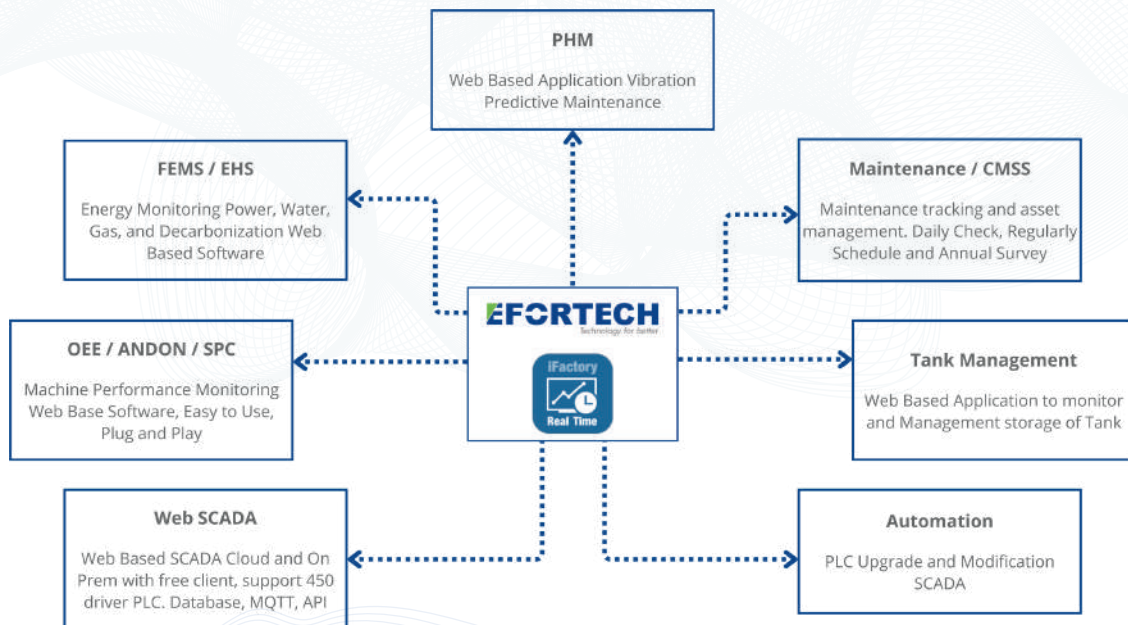 PHM
Web Based Application Vibration
Predictive Maintenance
FEMS / EHS
Energy Monitoring Power, Water,
Gas, and Decarbonization Web
Based Software
Maintenance / CMSS
Maintenance tracking and asset
management. Daily Check, Regularly
Schedule and Annual Survey
EFORTECH
Technology for better
iFactory
Real Time
OEE / ANDON / SPC
Machine Performance Monitoring
Web Base Software, Easy to Use,
Plug and Play
Tank Management
Web Based Application to monitor
and Management storage of Tank
Web SCADA
Web Based SCADA Cloud and On
Prem with free client, support 450
driver PLC. Database, MQTT, API
Automation
PLC Upgrade and Modification
SCADA